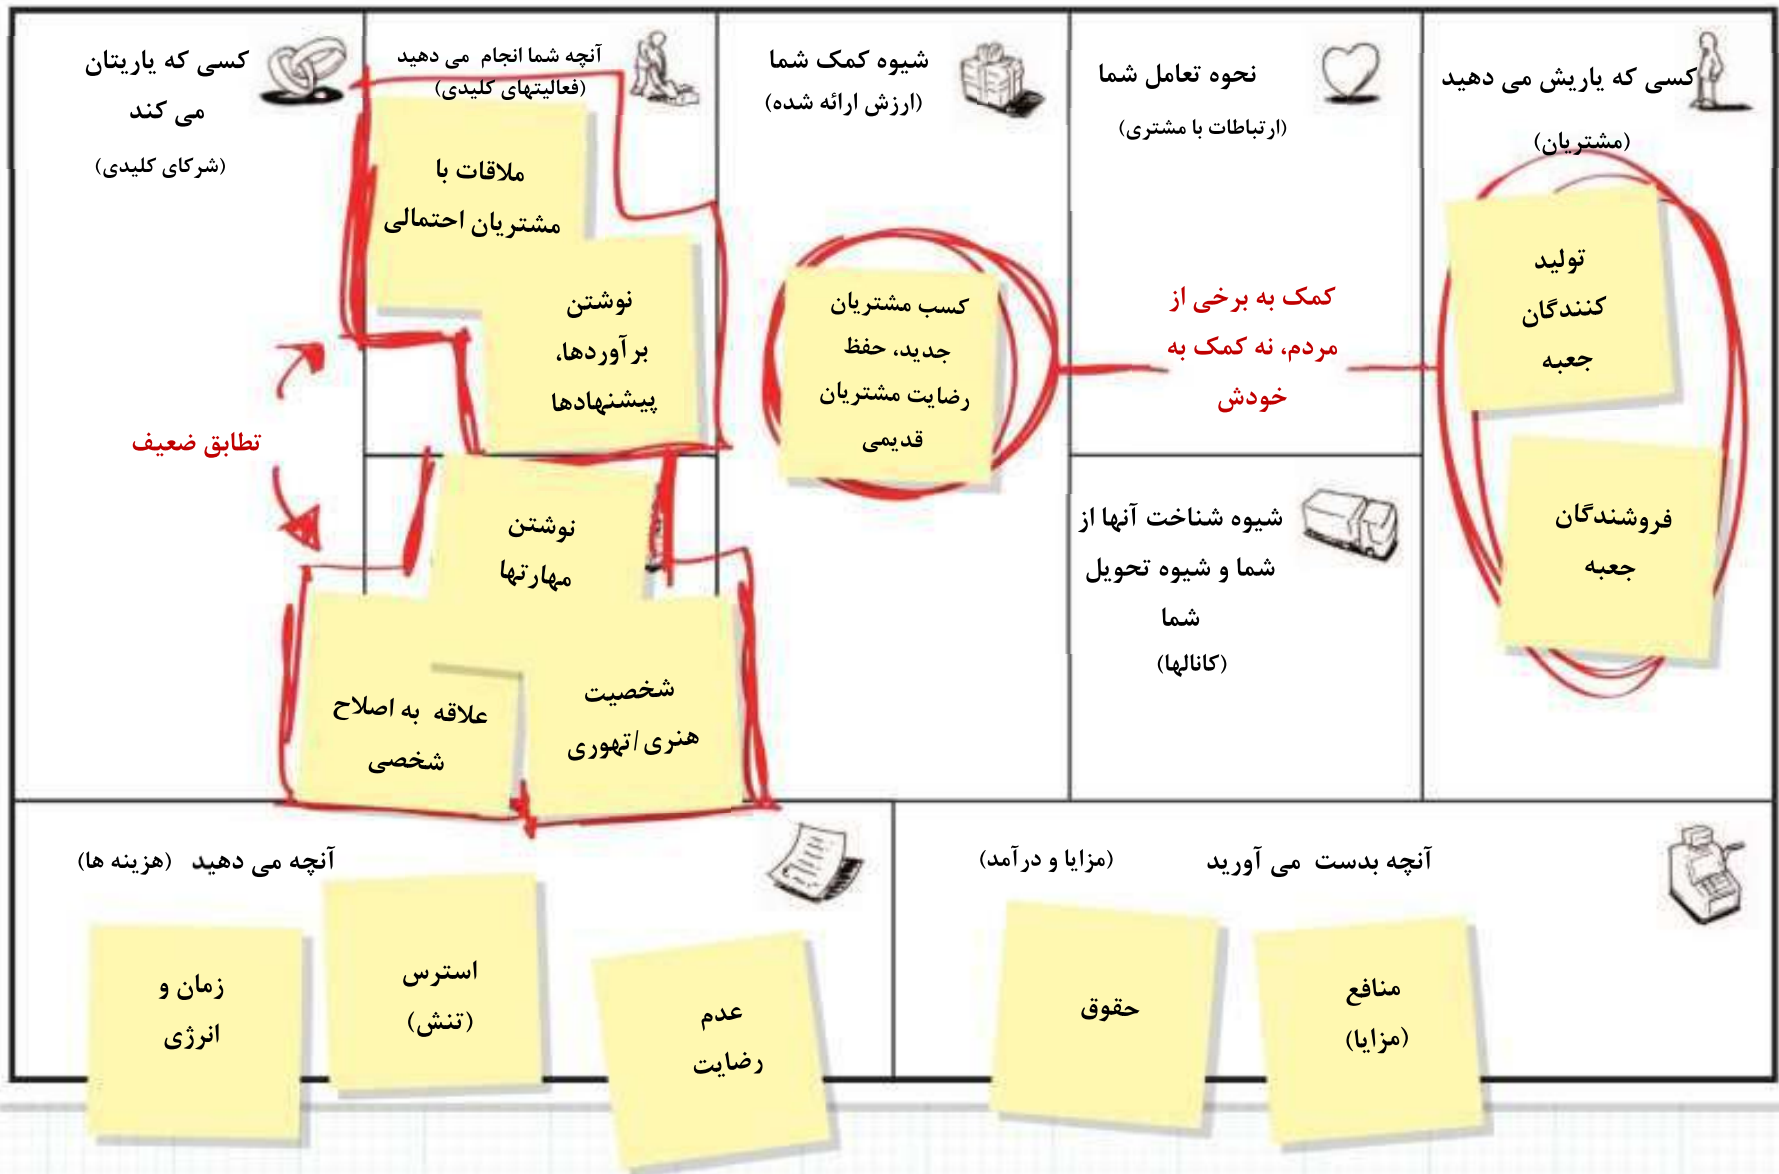 کسی که یاریش می دهید
(مشتریان)
تولید
کنندگان
جعبه
فروشندگان
جعبه
نحوه تعامل شما
(ارتباطات با مشتری)
کمک به برخی از
مردم، نه کمک به
خودش
شیوه شناخت آنها از
شما و شیوه تحویل
شما
(کانالها)
شیوه کمک شما
(ارزش ارائه شده)
کسب مشتریان
جدید، حفظ
رضایت مشتریان
قدیمی
آنچه شما انجام می دهید
(فعالیتهای کلیدی)
ملاقات با
مشتریان احتمالی
نوشتن
برآوردها،
پیشنهادها
نوشتن
مهارتها
شخصیت
هنری/تهوری
علاقه به اصلاح
شخصی
کسی که یاریتان
می کند
(شرکای کلیدی)
تطابق ضعیف
آنچه بدست می آورید (مزایا و درآمد)
منافع
(مزایا)
حقوق
آنچه می دهید (هزینه ها)
عدم
رضایت
استرس
(تنش)
زمان و
انرژی